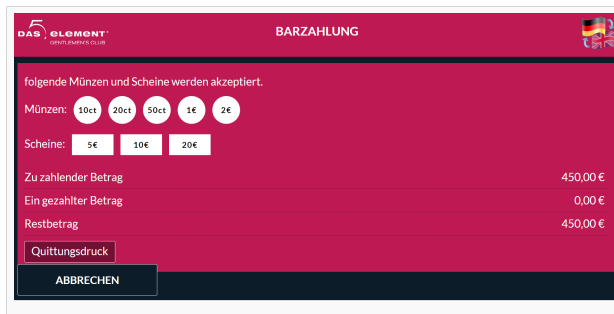 DAS 5 ELEMENT
GENTLEMEN'S CLUB
BARZAHLUNG
folgende Münzen und Scheine werden akzeptiert.
Münzen: 10ct 20ct 50ct 1€ 2€
Scheine: 5€ 10€ 20€
Zu zahlender Betrag 450,00 €
Ein gezahlter Betrag 0,00 €
Restbetrag 450,00 €
Quittungsdruck
ABBRECHEN